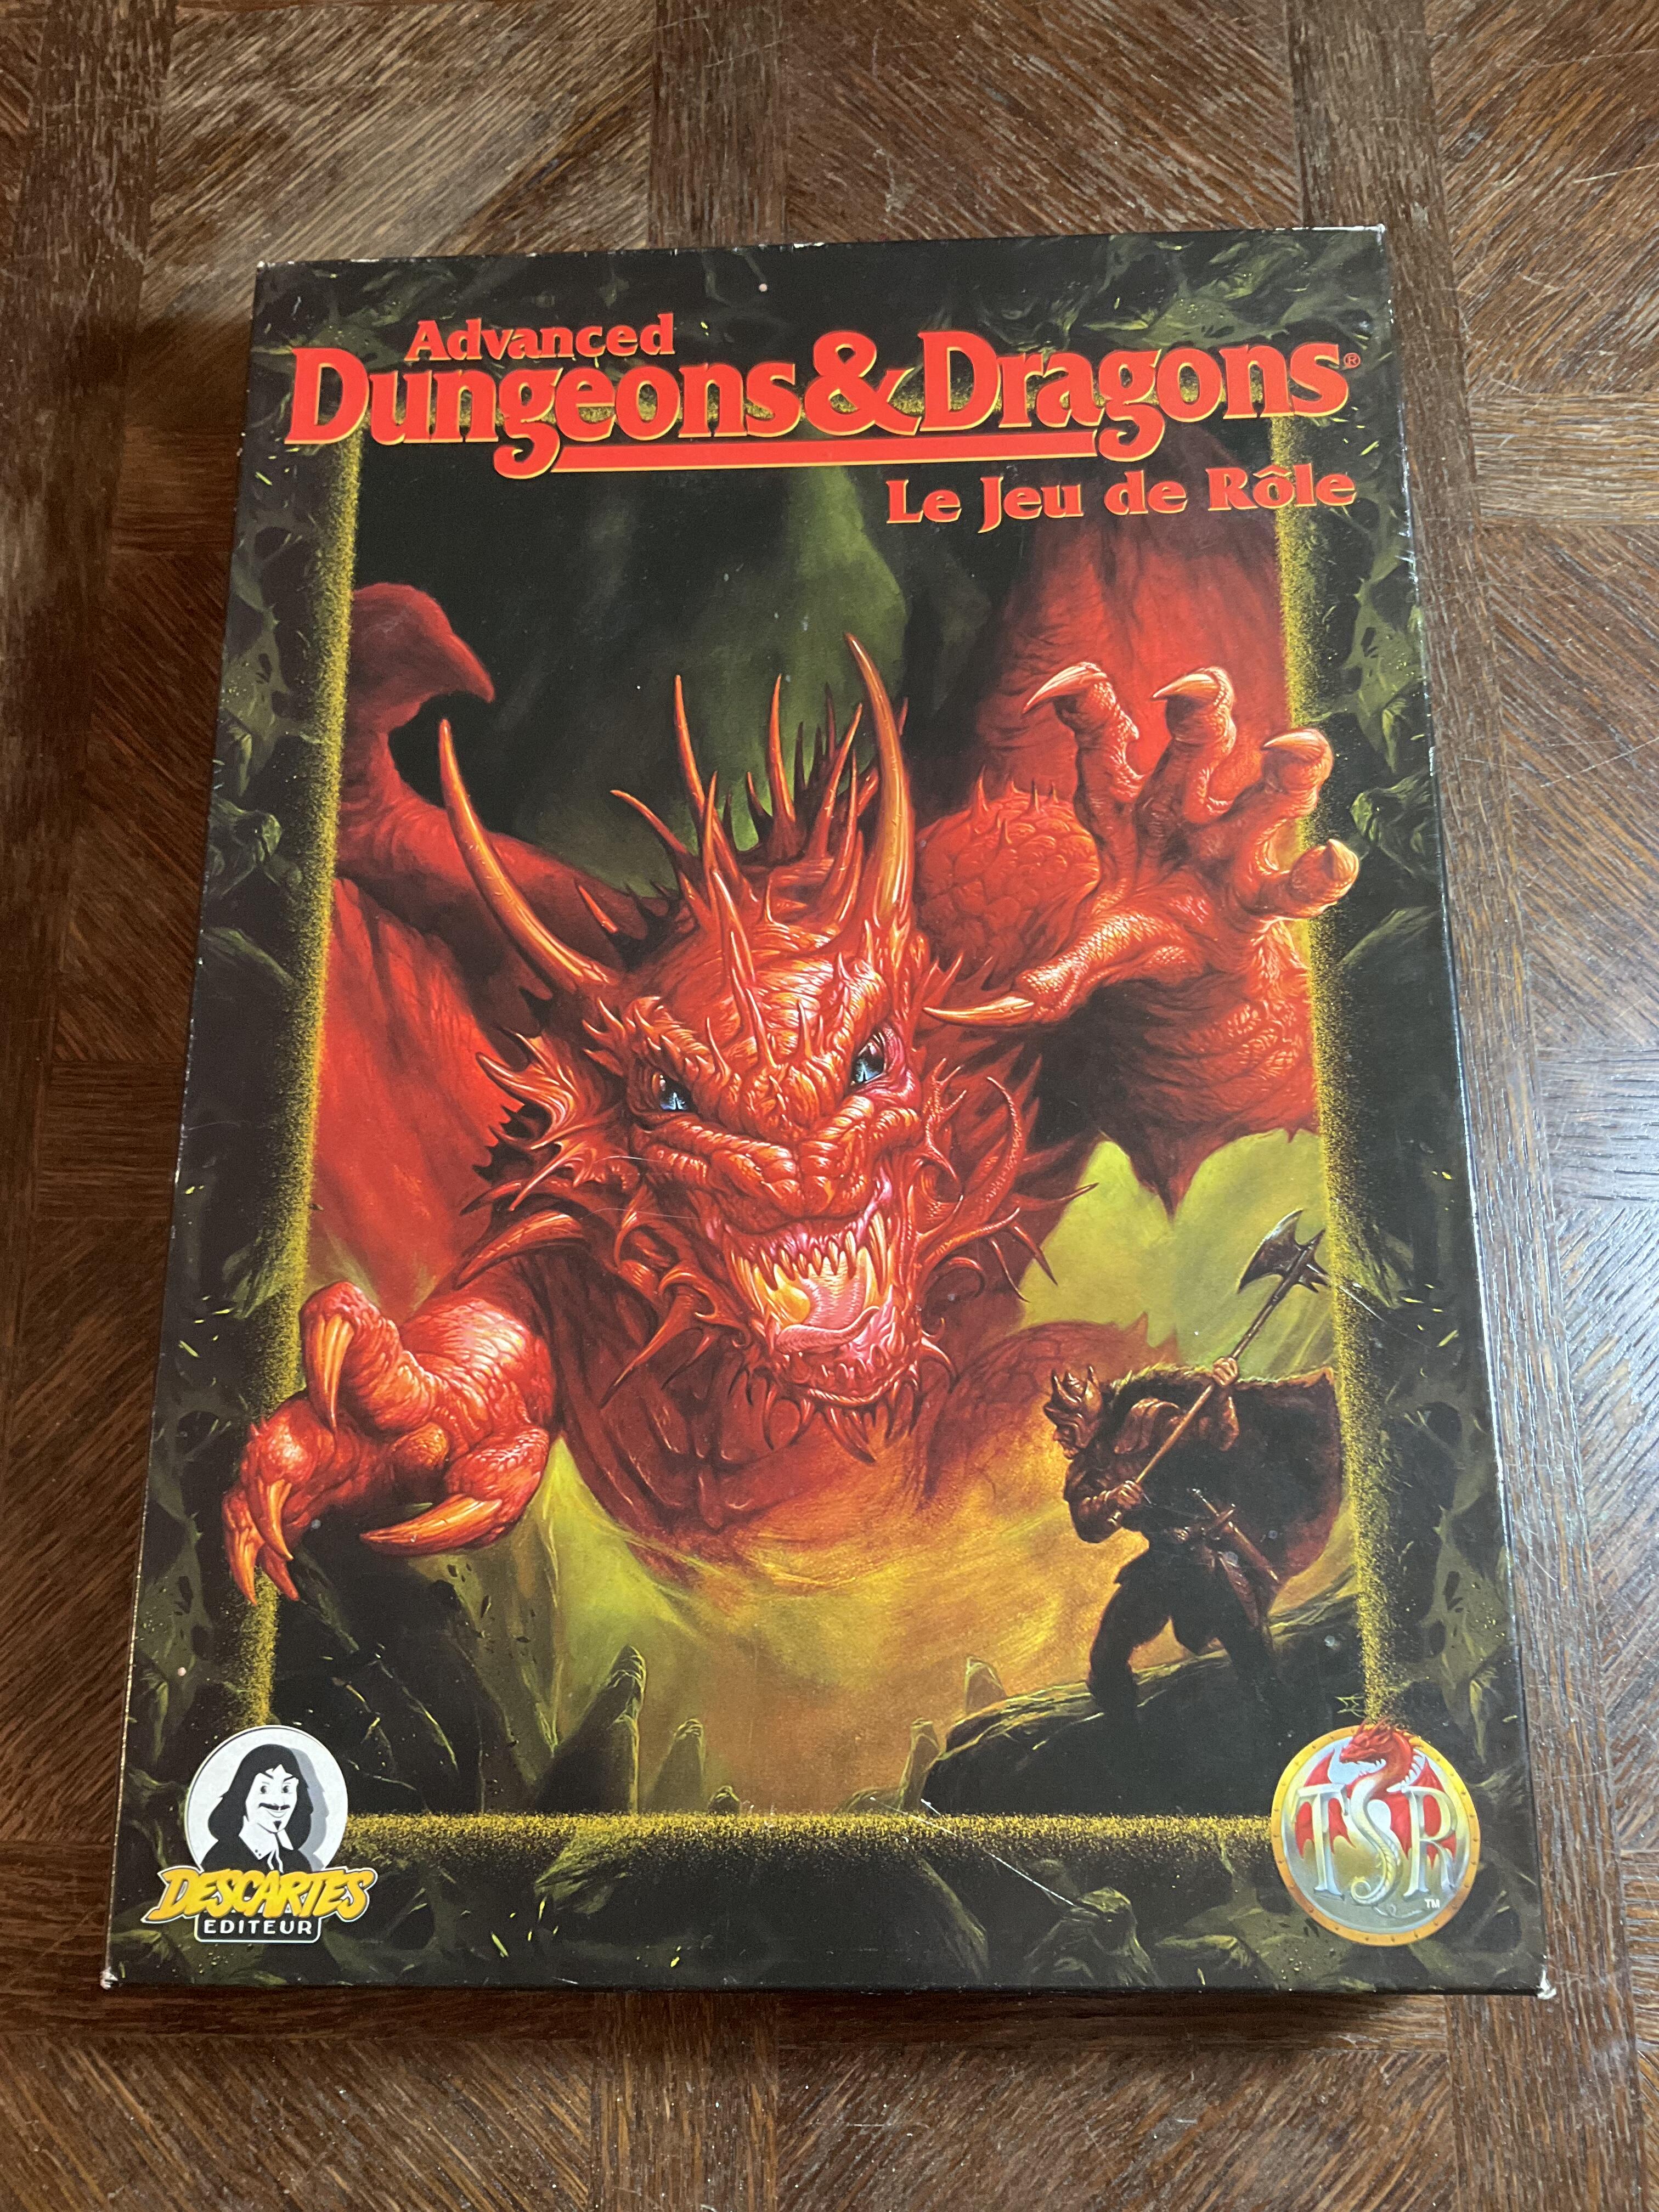 Advanced
Dungeons & Dragons®
Le Jeu de Rôle
DESCARTES
EDITEUR
TSR
TM